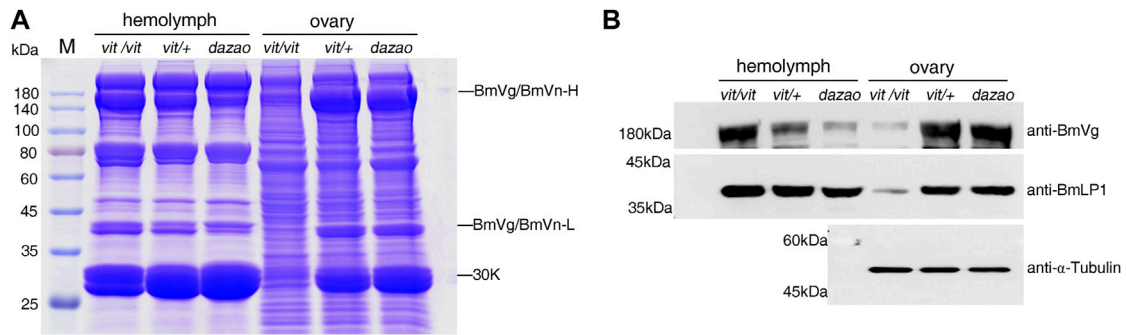 A
hemolymph ovary
kDa M vit /vit vit/+ dazao vit/vit vit/+ dazao
180
140
100
80
60
45
35
25
BmVg/BmVn-H
BmVg/BmVn-L
30K
B
hemolymph ovary
vit/vit vit/+ dazao vit /vit vit/+ dazao
180kDa anti-BmVg
45kDa
anti-BmLP1
35kDa
60kDa
anti-α-Tubulin
45kDa